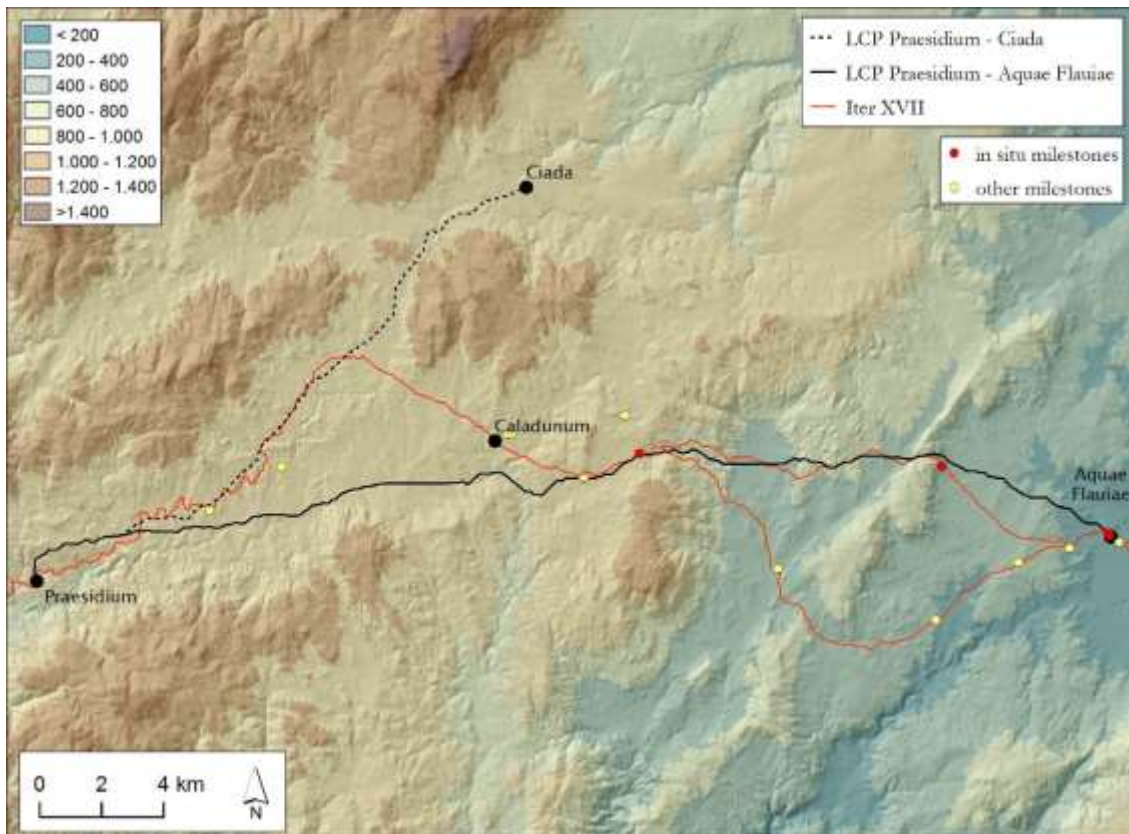 < 200
200 - 400
400 - 600
600 - 800
800 - 1.000
1.000 - 1.200
1.200 - 1.400
>1.400
LCP Praesidium - Ciada
LCP Praesidium - Aquae Flauiae
Iter XVII
in situ milestones
other milestones
Ciada
Caladunum
Aquae
Flauiae
Praesidium
0 2 4 km
N